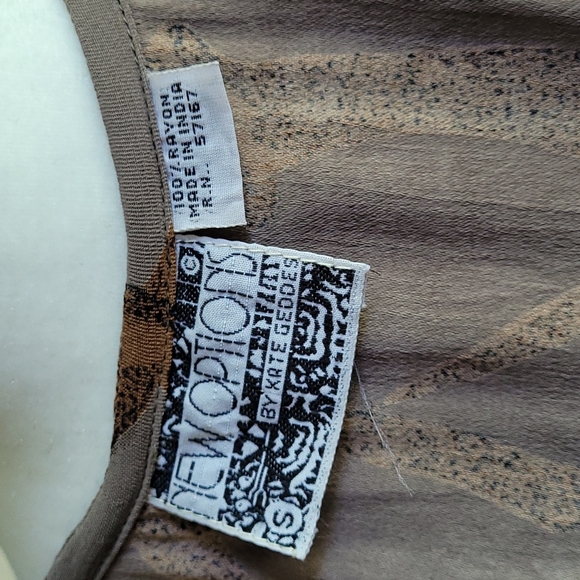 100% RAYON
MADE IN INDIA
R.N.: 57167
©
NEW OPTIONS
BY KATE GEDDES
S